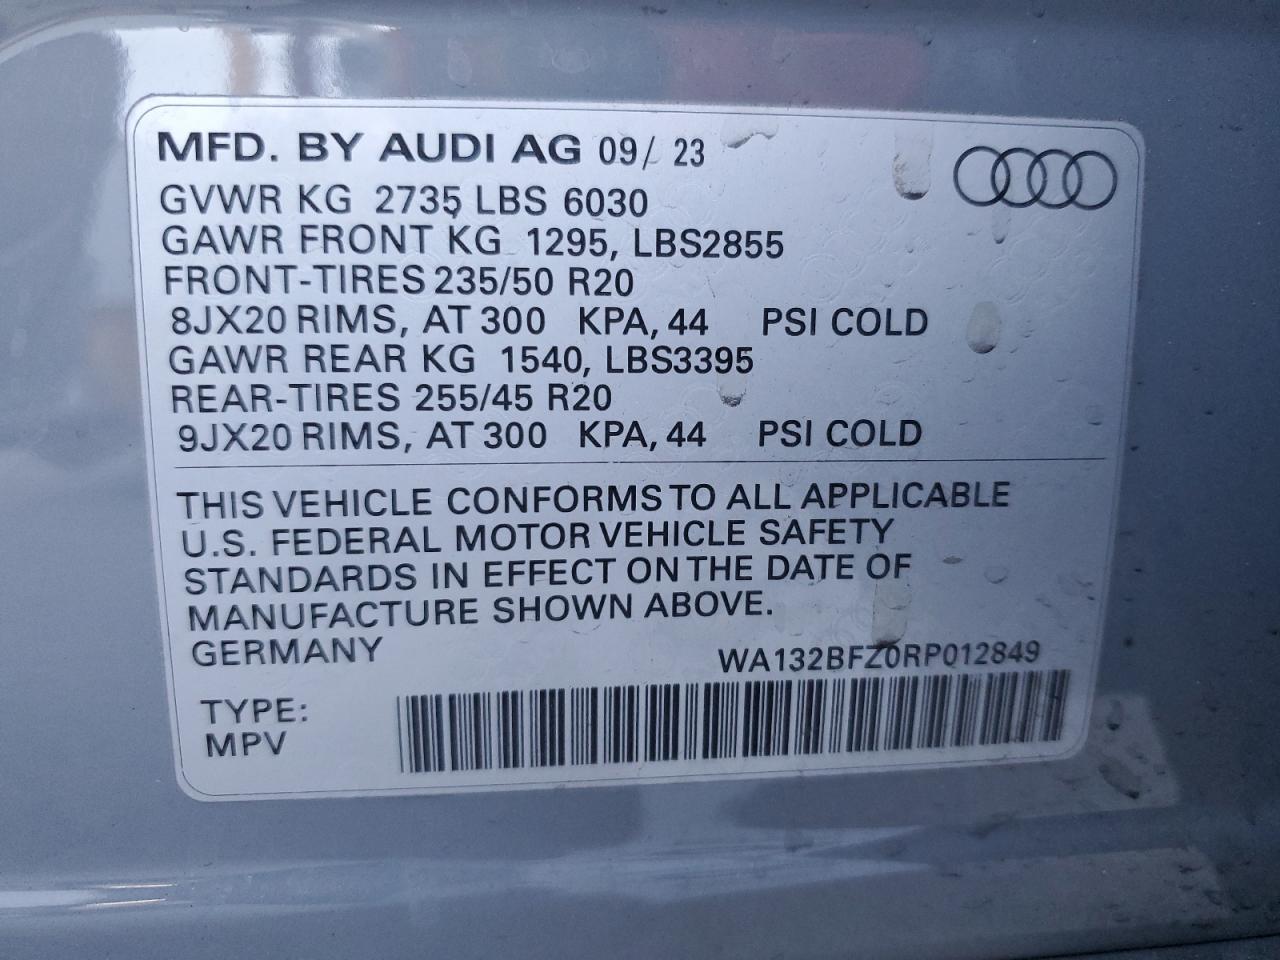 MFD. BY AUDI AG 09/ 23
GVWR KG 2735 LBS 6030
GAWR FRONT KG 1295, LBS2855
FRONT-TIRES 235/50 R20
8JX20 RIMS, AT 300 KPA, 44 PSI COLD
GAWR REAR KG 1540, LBS3395
REAR-TIRES 255/45 R20
9JX20 RIMS, AT 300 KPA, 44 PSI COLD
THIS VEHICLE CONFORMS TO ALL APPLICABLE
U.S. FEDERAL MOTOR VEHICLE SAFETY
STANDARDS IN EFFECT ON THE DATE OF
MANUFACTURE SHOWN ABOVE.
GERMANY
WA132BFZ0RP012849
TYPE:
MPV